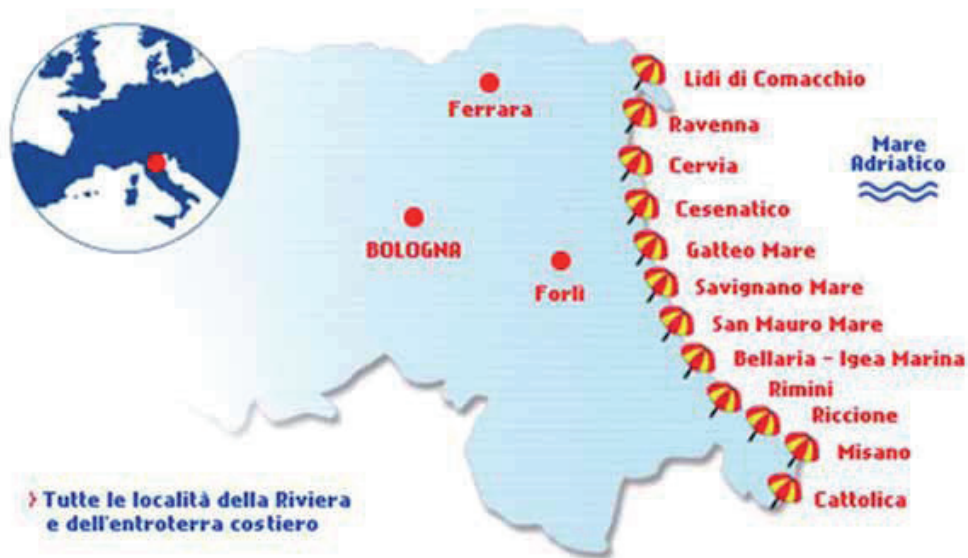 Lidi di Comacchio
Ferrara
Ravenna
Mare
Adriatico
Cervia
Cesenatico
BOLOGNA
Gatteo Mare
Forlì
Savignano Mare
San Mauro Mare
Bellaria - Igea Marina
Rimini
Riccione
Misano
Cattolica
› Tutte le località della Riviera
e dell'entroterra costiero